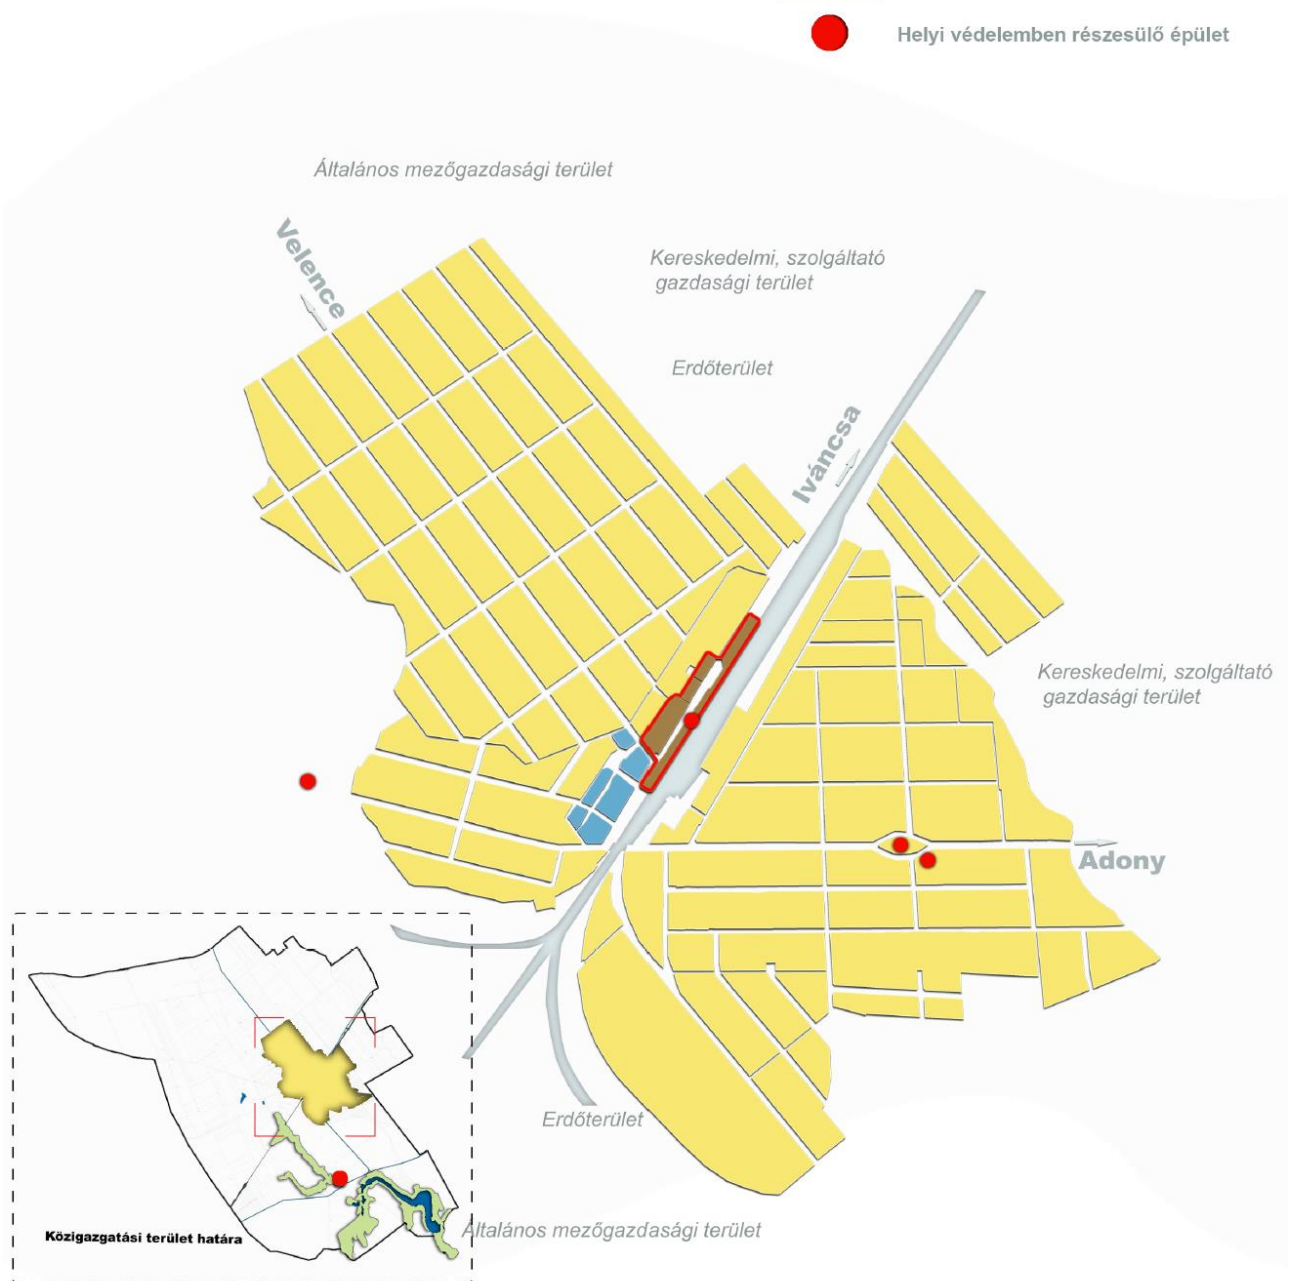 Helyi védelemben részesülő épület
Általános mezőgazdasági terület
Velence
Kereskedelmi, szolgáltató
gazdasági terület
Erdőterület
Iváncsa
Kereskedelmi, szolgáltató
gazdasági terület
Adony
Erdőterület
Általános mezőgazdasági terület
Közigazgatási terület határa